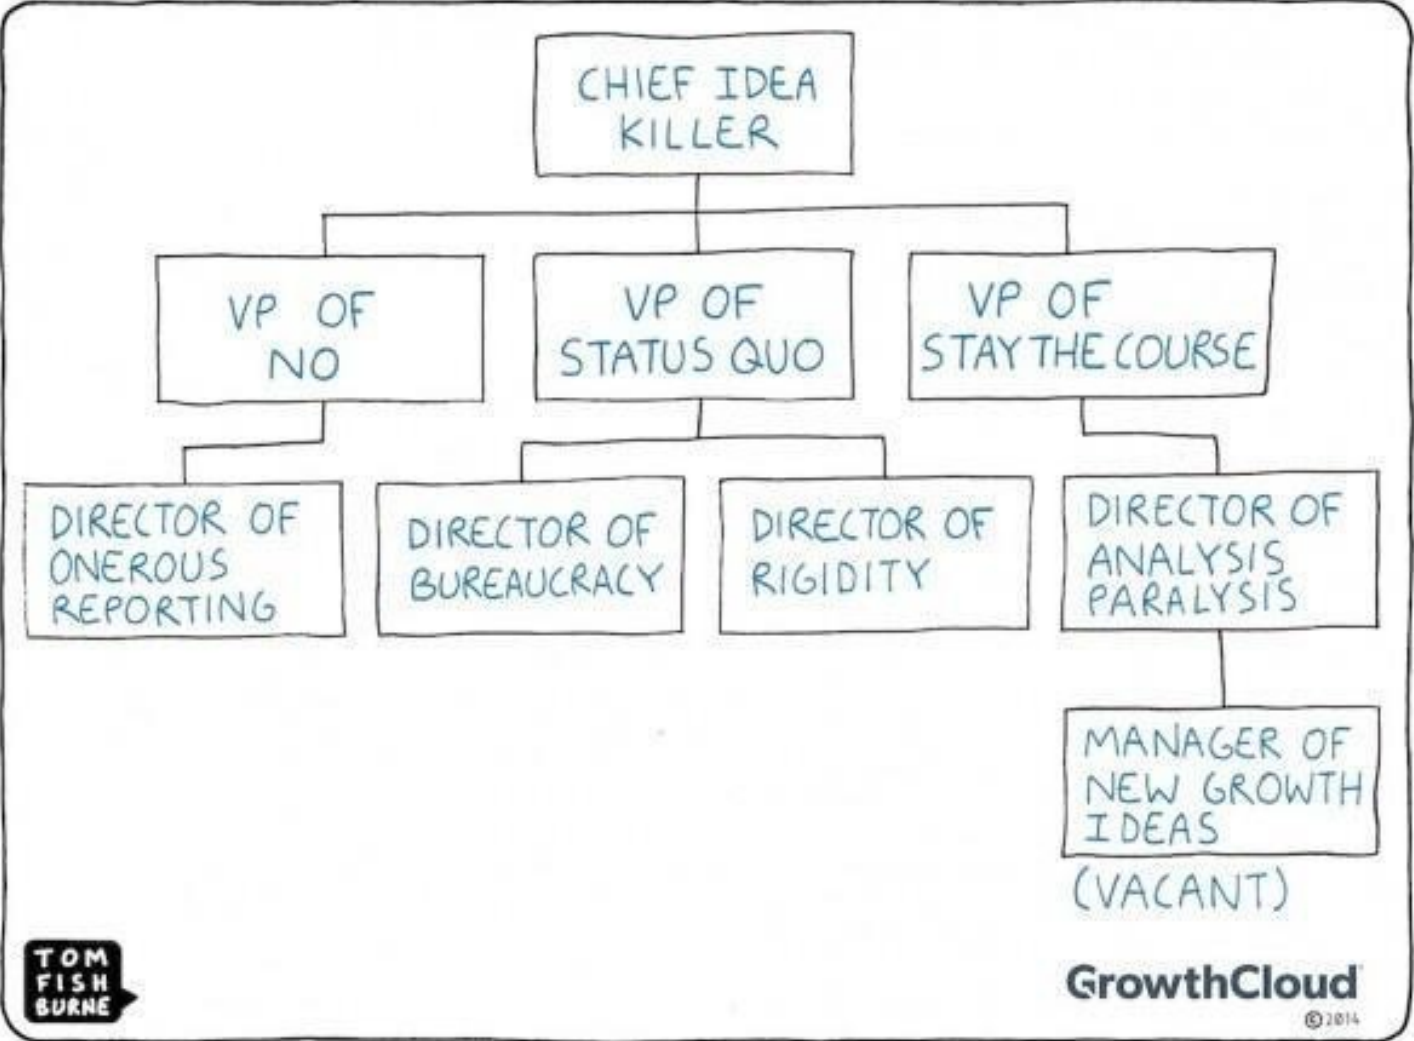 CHIEF IDEA
KILLER
VP OF
NO
VP OF
STATUS QUO
VP OF
STAY THE COURSE
DIRECTOR OF
ONEROUS
REPORTING
DIRECTOR OF
BUREAUCRACY
DIRECTOR OF
RIGIDITY
DIRECTOR OF
ANALYSIS
PARALYSIS
MANAGER OF
NEW GROWTH
IDEAS
(VACANT)
TOM
FISH
BURNE
GrowthCloud
©2014